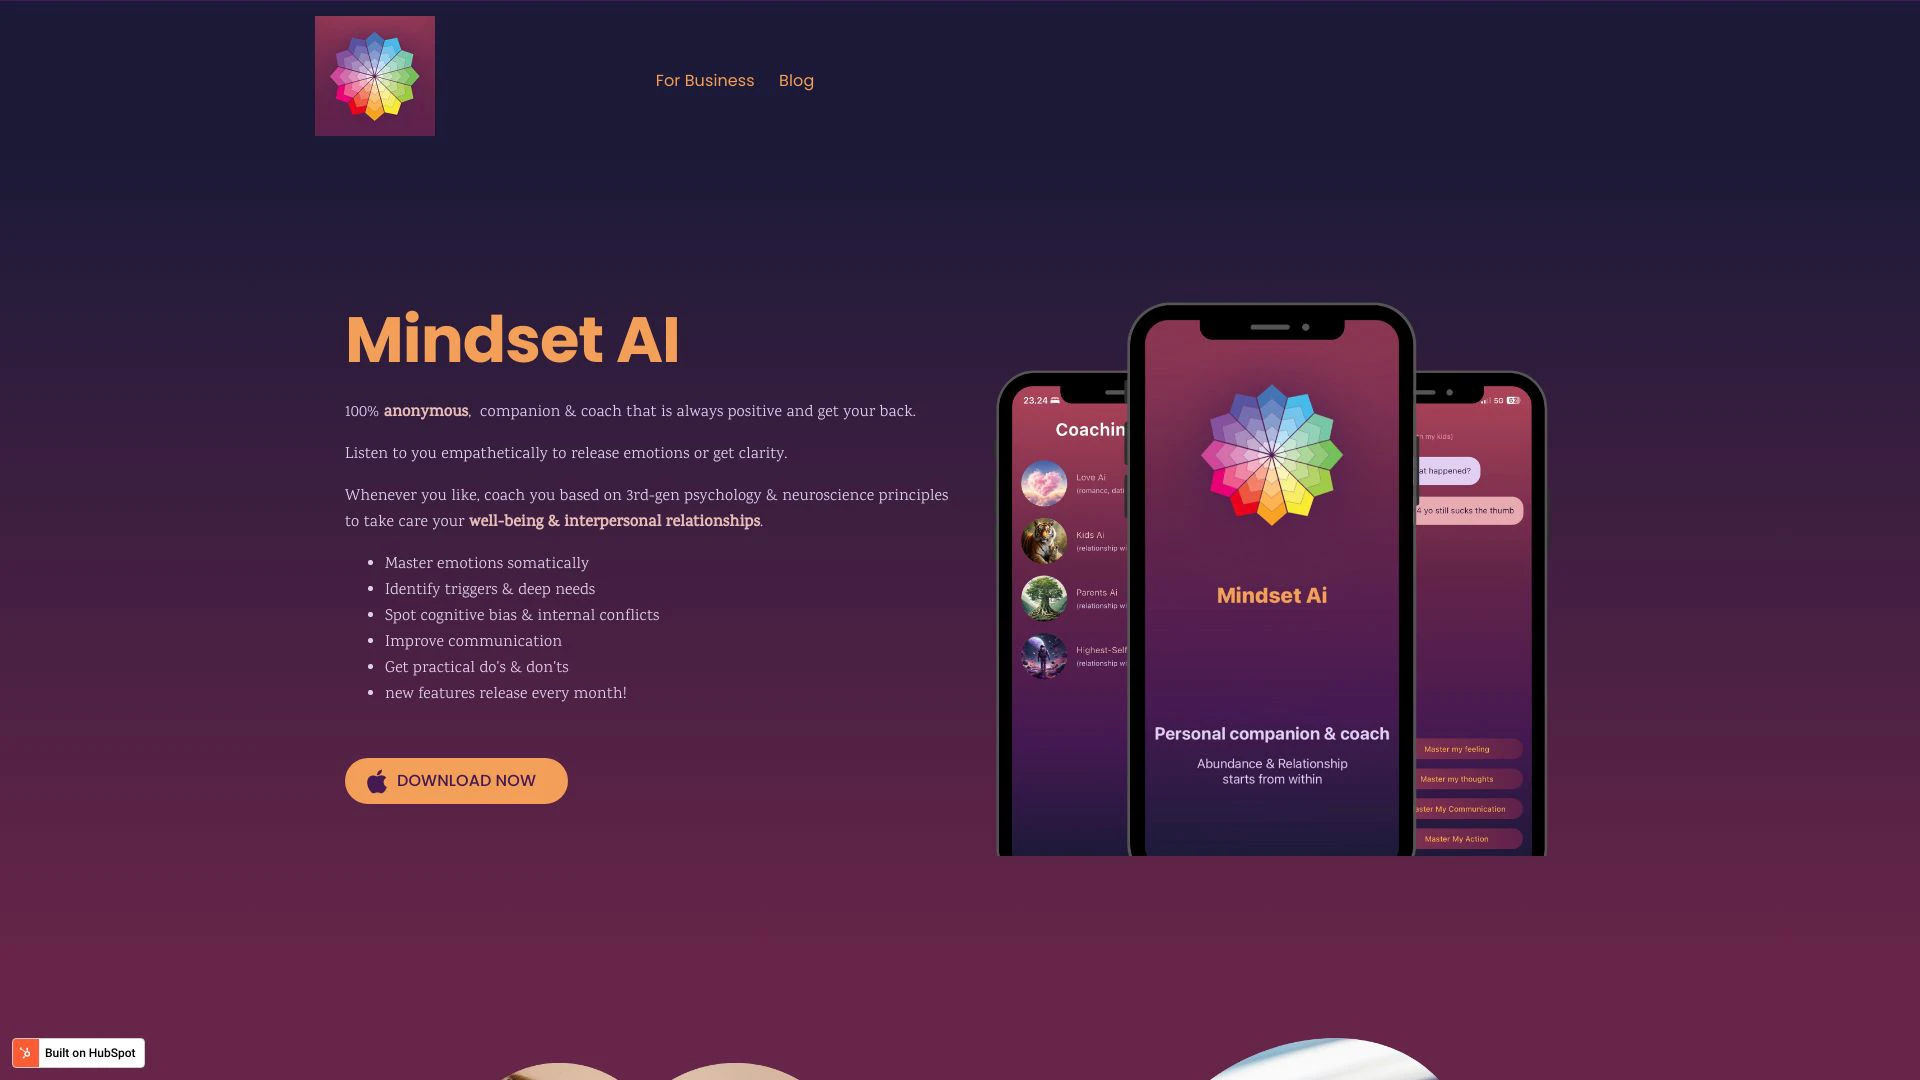 For Business
Blog
Mindset AI
100% anonymous, companion & coach that is always positive and get your back.
Listen to you empathetically to release emotions or get clarity.
Whenever you like, coach you based on 3rd-gen psychology & neuroscience principles
to take care your well-being & interpersonal relationships.
Master emotions somatically
Identify triggers & deep needs
Spot cognitive bias & internal conflicts
Improve communication
Get practical do's & don'ts
new features release every month!
DOWNLOAD NOW
23.24
Coachin
Love Ai
(romance, dati
Kids Ai
(relationship wi
Parents Ai
(relationship wi
Highest-Self
(relationship wi
Mindset Ai
Personal companion & coach
Abundance & Relationship
starts from within
5G 62
h my kids)
at happened?
4 yo still sucks the thumb
Master my feeling
Master my thoughts
aster My Communication
Master My Action
Built on HubSpot